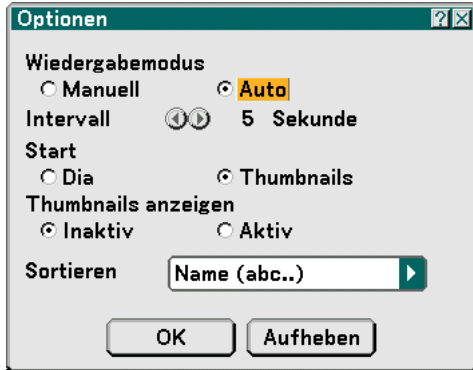 Optionen
Wiedergabemodus
Manuell Auto
Intervall 5 Sekunde
Start
Dia Thumbnails
Thumbnails anzeigen
Inaktiv Aktiv
Sortieren Name (abc..)
OK Aufheben